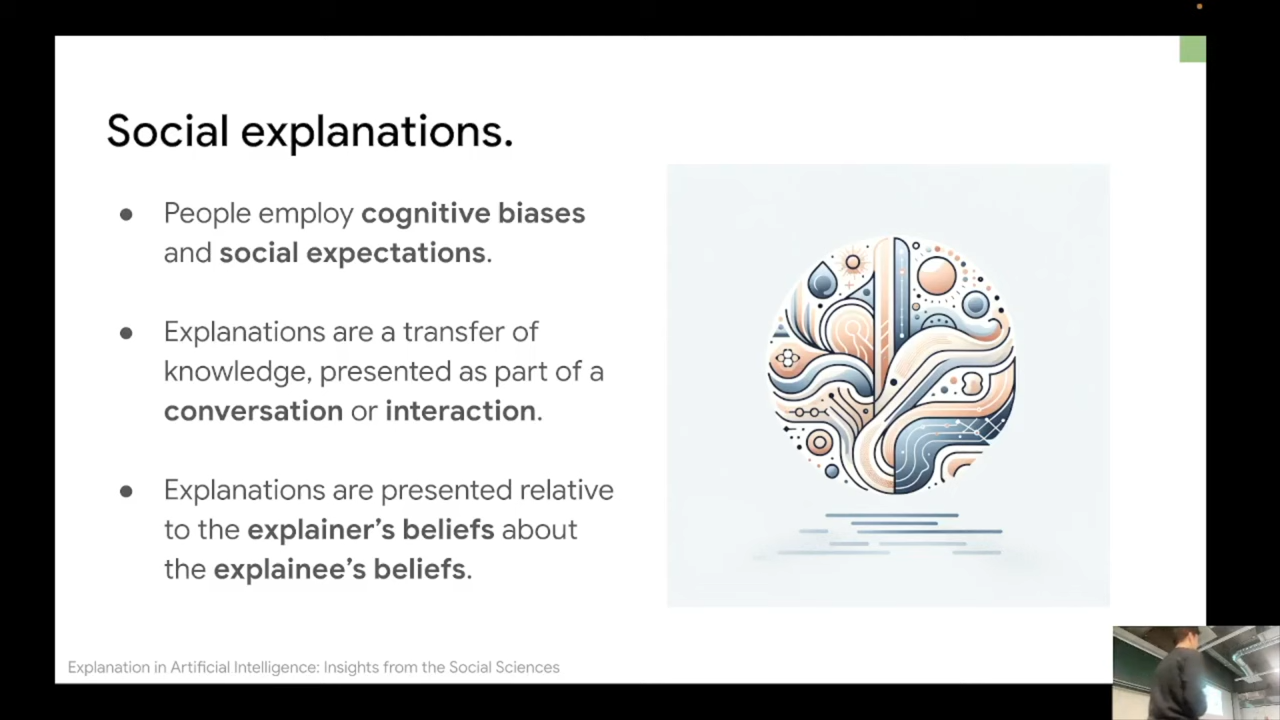 Social explanations.
● People employ cognitive biases
and social expectations.
● Explanations are a transfer of
knowledge, presented as part of a
conversation or interaction.
● Explanations are presented relative
to the explainer’s beliefs about
the explainee’s beliefs.
Explanation in Artificial Intelligence: Insights from the Social Sciences